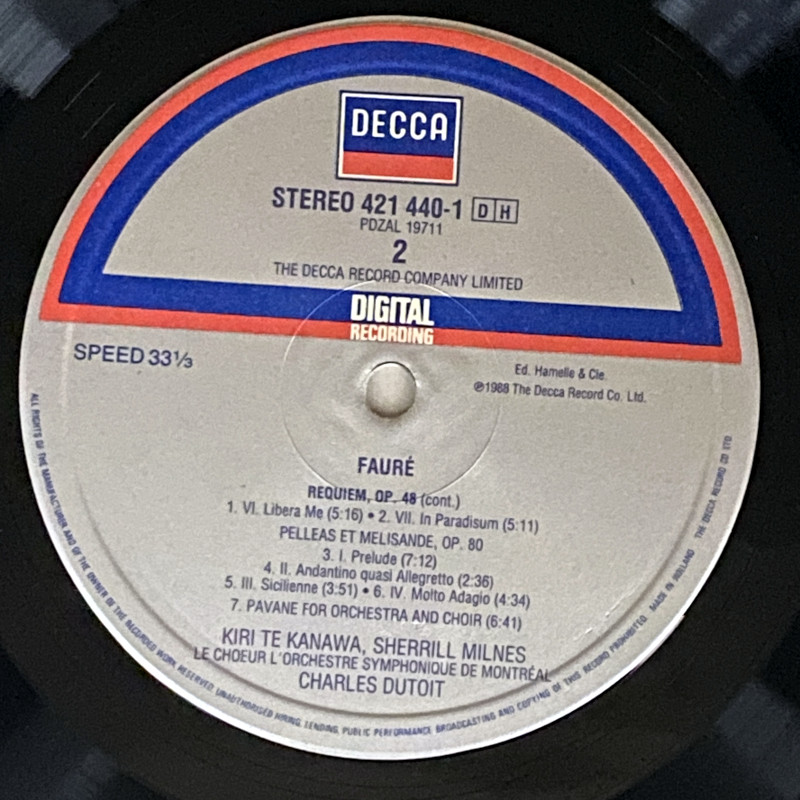 DECCA
STEREO 421 440-1 DH
PDZAL 19711
2
THE DECCA RECORD COMPANY LIMITED
DIGITAL
RECORDING
SPEED 33⅓
Ed. Hamelle & Cie.
℗1988 The Decca Record Co. Ltd.
FAURÉ
REQUIEM, OP. 48 (cont.)
1. VI. Libera Me (5:16) • 2. VII. In Paradisum (5:11)
PELLEAS ET MELISANDE, OP. 80
3. I. Prelude (7:12)
4. II. Andantino quasi Allegretto (2:36)
5. III. Sicilienne (3:51) • 6. IV. Molto Adagio (4:34)
7. PAVANE FOR ORCHESTRA AND CHOIR (6:41)
KIRI TE KANAWA, SHERRILL MILNES
LE CHOEUR L'ORCHESTRE SYMPHONIQUE DE MONTRÉAL
CHARLES DUTOIT
ALL RIGHTS OF THE MANUFACTURER AND OF THE OWNER OF THE RECORDED WORK RESERVED. UNAUTHORISED HIRING, LENDING, PUBLIC PERFORMANCE BROADCASTING AND COPYING OF THIS RECORD PROHIBITED. MADE IN HOLLAND THE DECCA RECORD CO LTD.